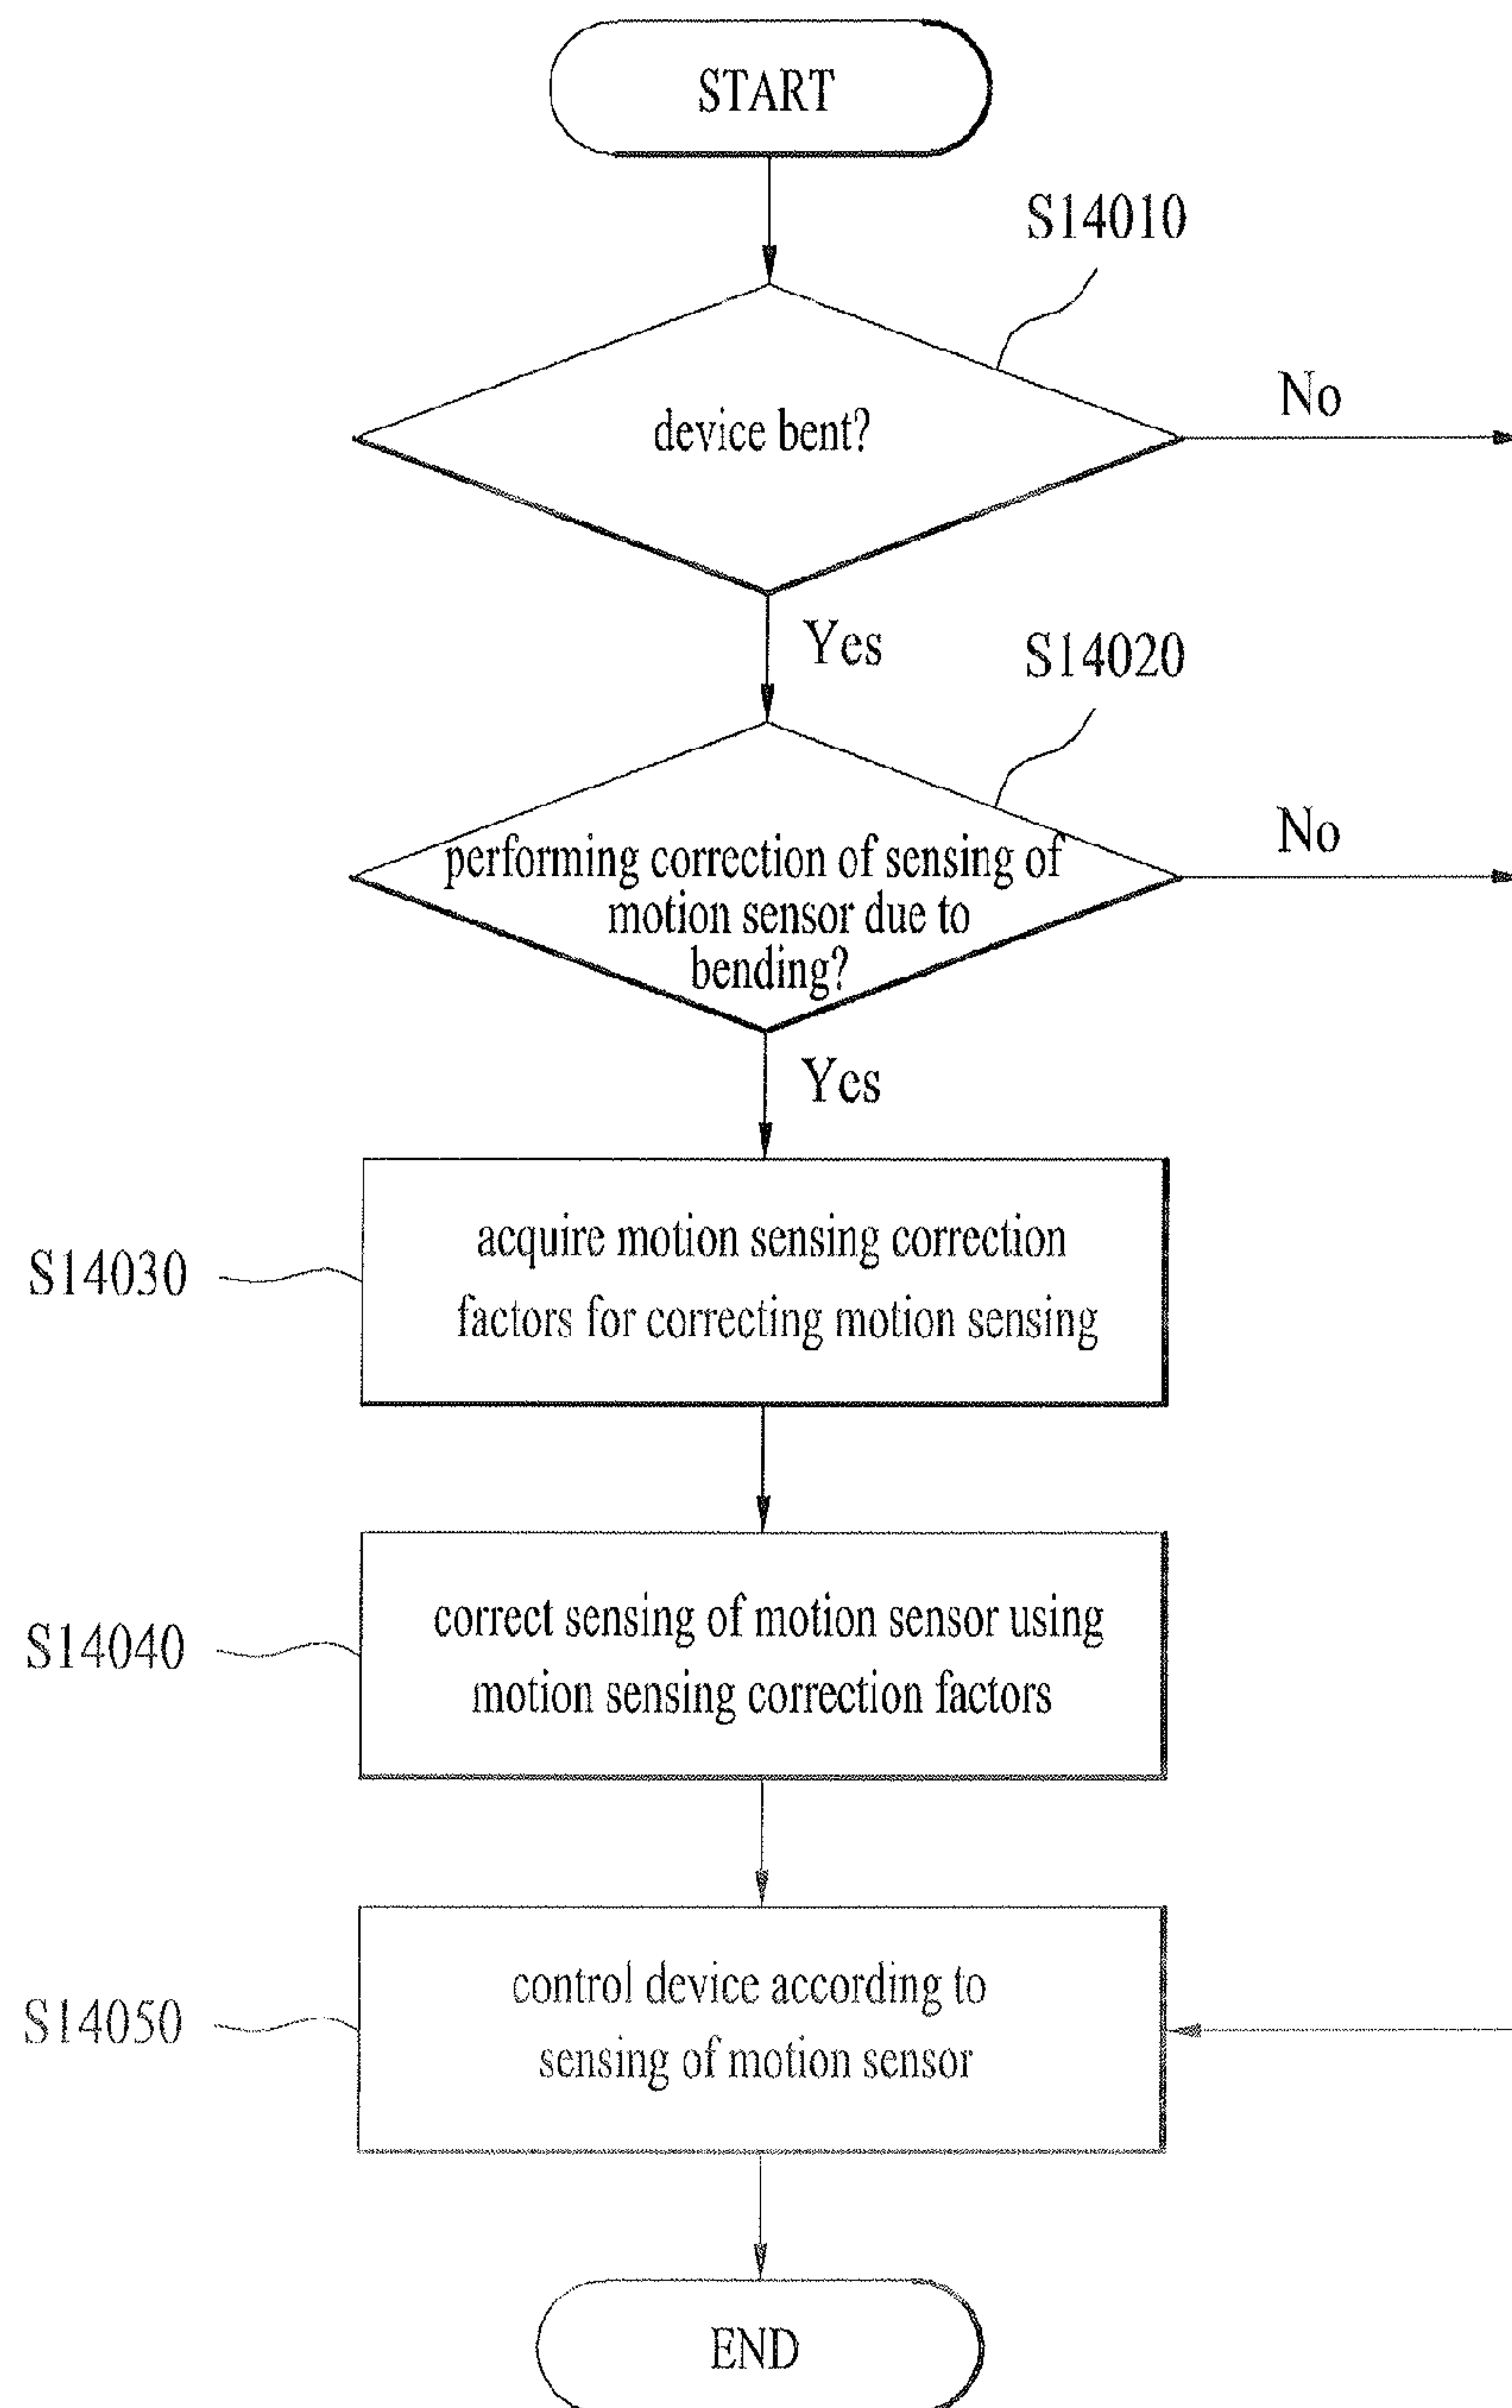 START
S14010
device bent?
No
Yes
S14020
performing correction of sensing of
motion sensor due to
bending?
No
Yes
S14030
acquire motion sensing correction
factors for correcting motion sensing
S14040
correct sensing of motion sensor using
motion sensing correction factors
S14050
control device according to
sensing of motion sensor
END